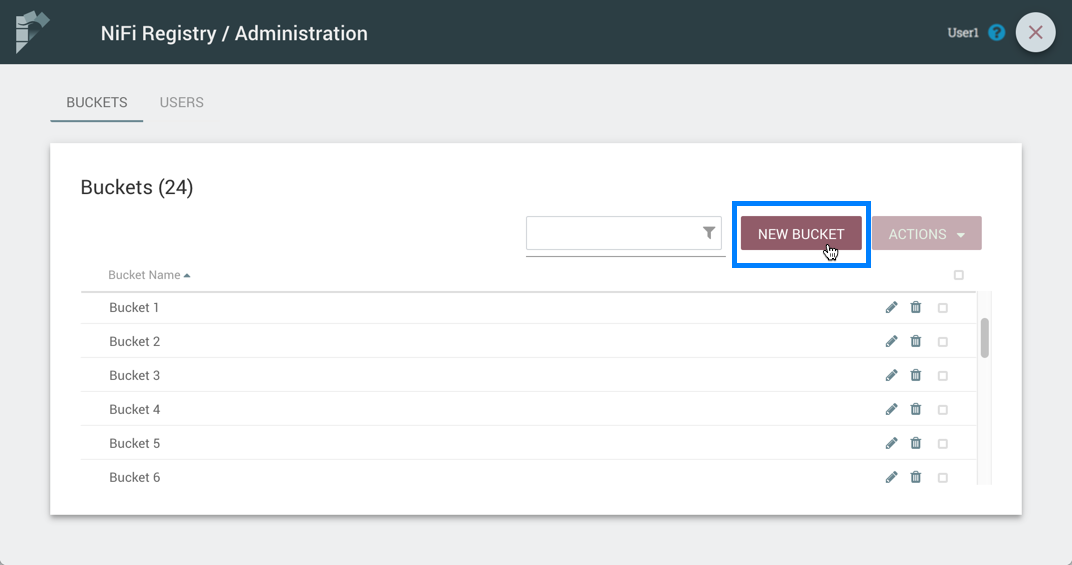 NiFi Registry / Administration
User1 ?
BUCKETS USERS
Buckets (24)
NEW BUCKET ACTIONS
Bucket Name
Bucket 1
Bucket 2
Bucket 3
Bucket 4
Bucket 5
Bucket 6